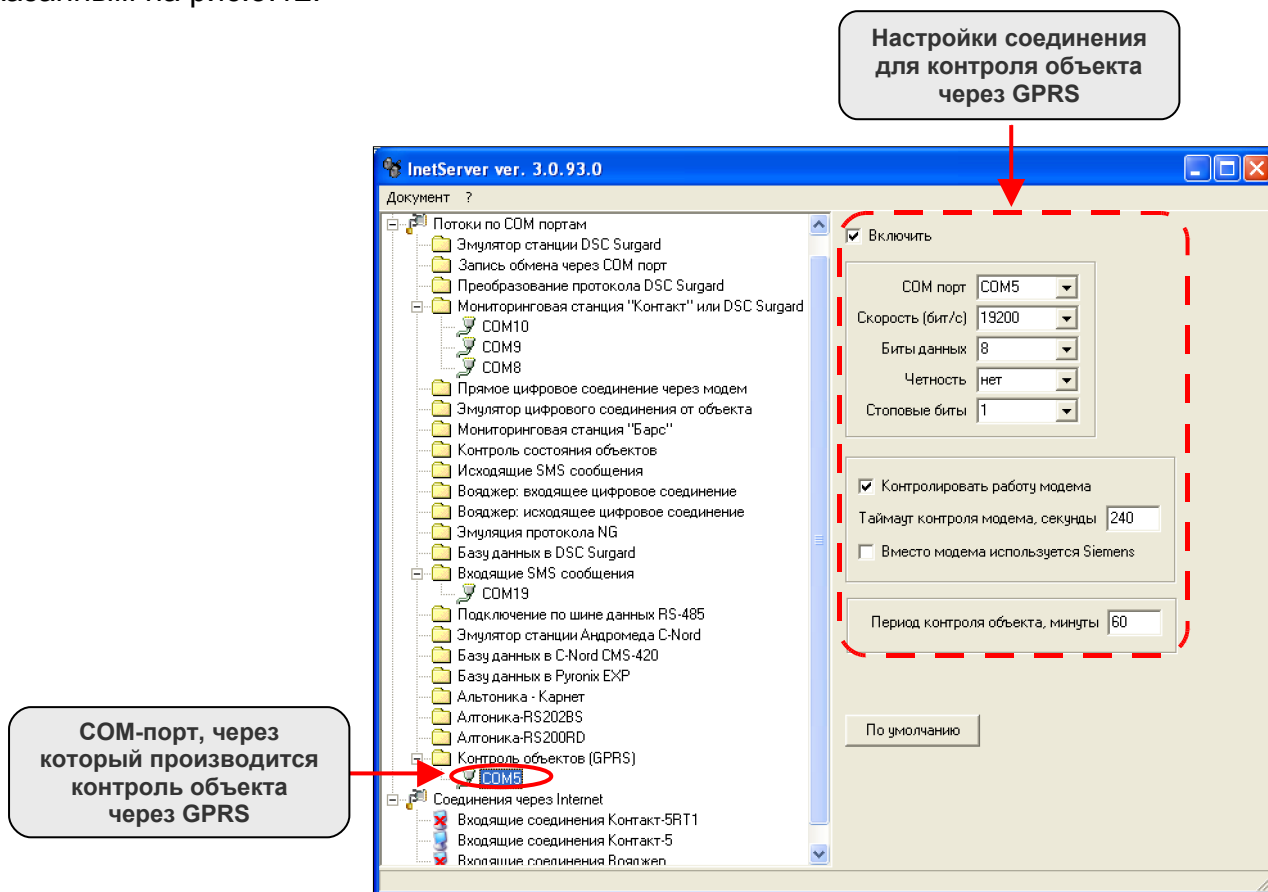 Настройки соединения
для контроля объекта
через GPRS
InetServer ver. 3.0.93.0
Документ ?
Потоки по COM портам
Эмулятор станции DSC Surgard
Запись обмена через COM порт
Преобразование протокола DSC Surgard
Мониторинговая станция "Контакт" или DSC Surgard
COM10
COM9
COM8
Прямое цифровое соединение через модем
Эмулятор цифрового соединения от объекта
Мониторинговая станция "Барс"
Контроль состояния объектов
Исходящие SMS сообщения
Вояджер: входящее цифровое соединение
Вояджер: исходящее цифровое соединение
Эмуляция протокола NG
Базу данных в DSC Surgard
Входящие SMS сообщения
COM19
Подключение по шине данных RS-485
Эмулятор станции Андромеда C-Nord
Базу данных в C-Nord CMS-420
Базу данных в Pyronix EXP
Альтоника - Карнет
Алтоника-RS202BS
Алтоника-RS200RD
Контроль объектов (GPRS)
COM5
Соединения через Internet
Входящие соединения Контакт-5RT1
Входящие соединения Контакт-5
Входящие соединения Вояджер
Включить
COM порт COM5
Скорость (бит/с) 19200
Биты данных 8
Четность нет
Стоповые биты 1
Контролировать работу модема
Таймаут контроля модема, секунды 240
Вместо модема используется Siemens
Период контроля объекта, минуты 60
По умолчанию
COM-порт, через
который производится
контроль объекта
через GPRS